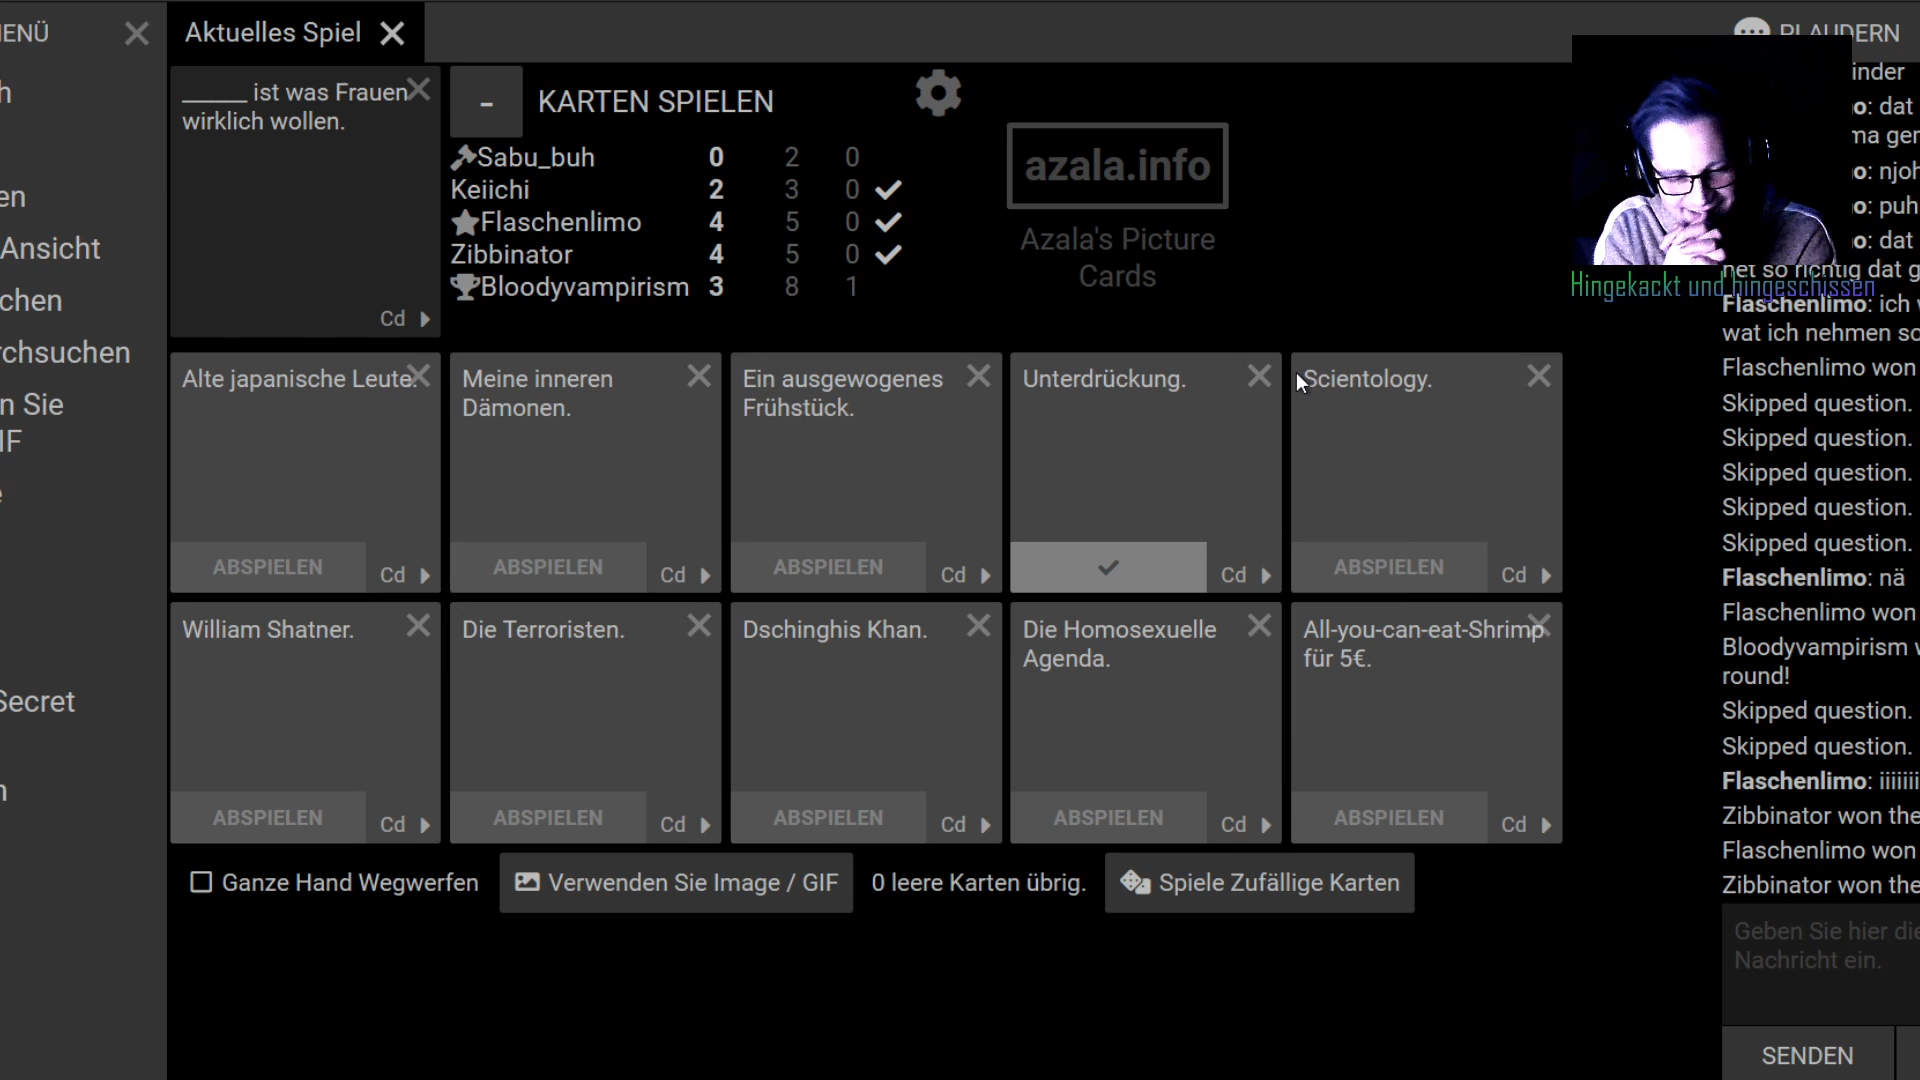 ENÜ
Aktuelles Spiel
PLAUDERN
h
en
Ansicht
chen
rchsuchen
n Sie
IF
e
Secret
n
______ ist was Frauen
wirklich wollen.
Cd
-
KARTEN SPIELEN
Sabu_buh 0 2 0
Keiichi 2 3 0
Flaschenlimo 4 5 0
Zibbinator 4 5 0
Bloodyvampirism 3 8 1
azala.info
Azala's Picture
Cards
Alte japanische Leute.
ABSPIELEN
Cd
Meine inneren
Dämonen.
ABSPIELEN
Cd
Ein ausgewogenes
Frühstück.
ABSPIELEN
Cd
Unterdrückung.
Cd
Scientology.
ABSPIELEN
Cd
William Shatner.
ABSPIELEN
Cd
Die Terroristen.
ABSPIELEN
Cd
Dschinghis Khan.
ABSPIELEN
Cd
Die Homosexuelle
Agenda.
ABSPIELEN
Cd
All-you-can-eat-Shrimp
für 5€.
ABSPIELEN
Cd
Ganze Hand Wegwerfen
Verwenden Sie Image / GIF
0 leere Karten übrig.
Spiele Zufällige Karten
inder
o: dat
ma ger
o: njoh
o: puh
o: dat
net so richtig dat g
Hingekackt und hingeschissen
Flaschenlimo: ich
wat ich nehmen so
Flaschenlimo won
Skipped question.
Skipped question.
Skipped question.
Skipped question.
Skipped question.
Flaschenlimo: nä
Flaschenlimo won
Bloodyvampirism
round!
Skipped question.
Skipped question.
Flaschenlimo: iiiiiii
Zibbinator won the
Flaschenlimo won
Zibbinator won the
Geben Sie hier die
Nachricht ein.
SENDEN